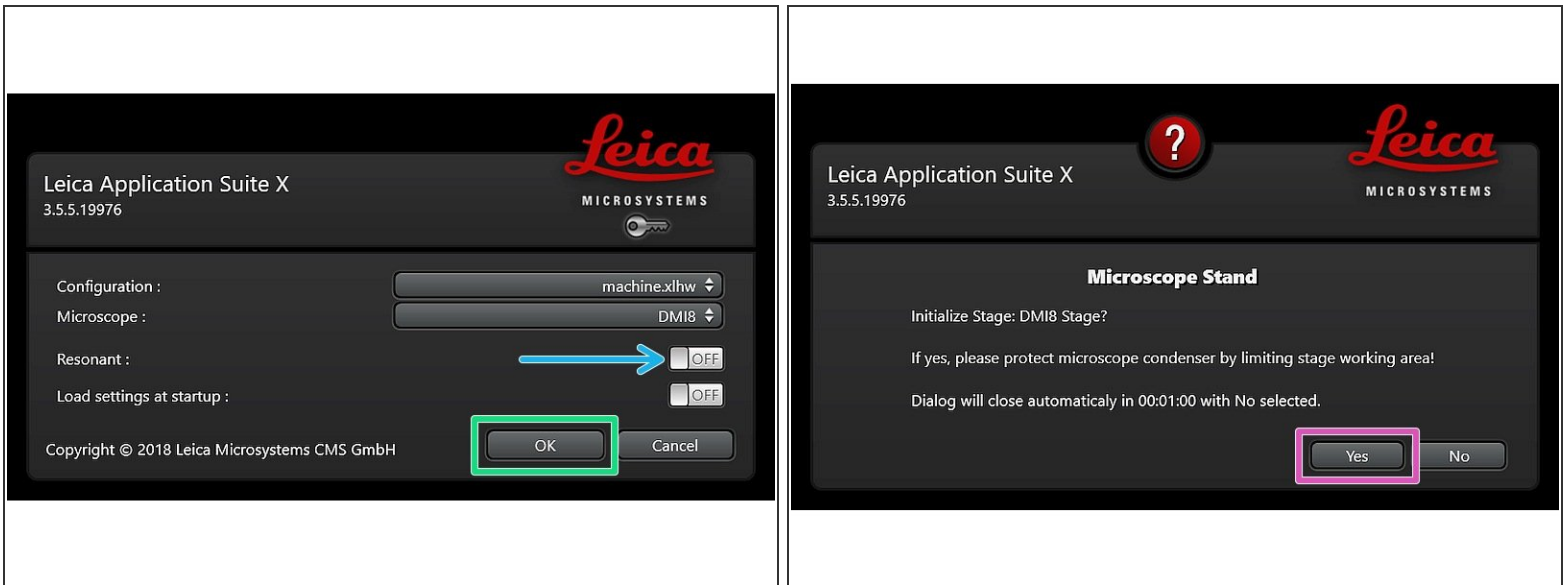 Leica
MICROSYSTEMS
Leica Application Suite X
3.5.5.19976
Configuration :
machine.xlhw
Microscope :
DMI8
Resonant :
OFF
Load settings at startup :
OFF
Copyright © 2018 Leica Microsystems CMS GmbH
OK
Cancel
?
Leica
MICROSYSTEMS
Leica Application Suite X
3.5.5.19976
Microscope Stand
Initialize Stage: DMI8 Stage?
If yes, please protect microscope condenser by limiting stage working area!
Dialog will close automaticaly in 00:01:00 with No selected.
Yes
No